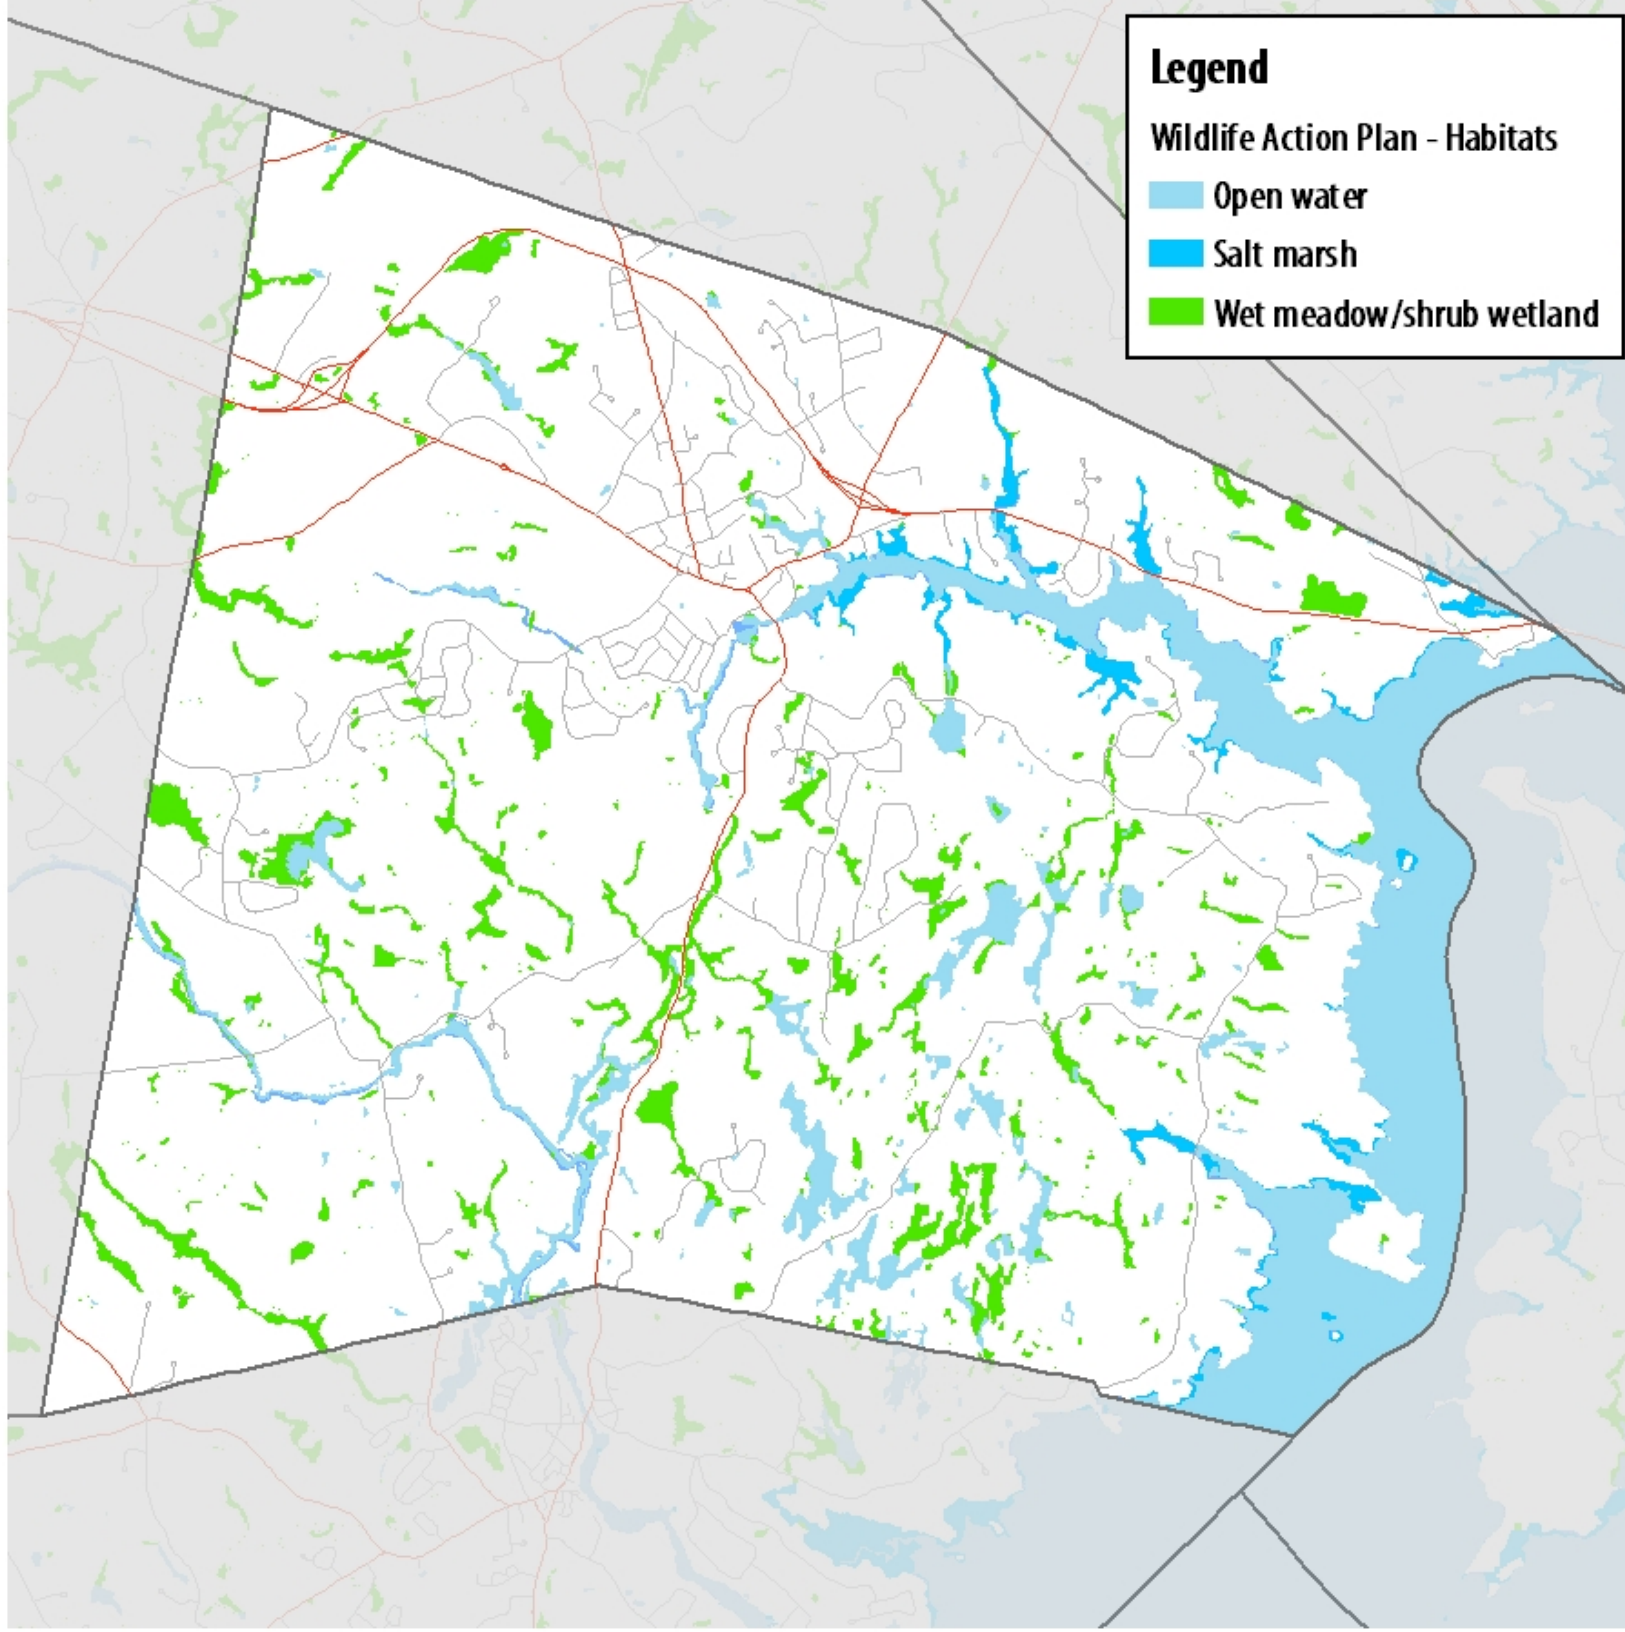 Legend
Wildlife Action Plan - Habitats
Open water
Salt marsh
Wet meadow/shrub wetland